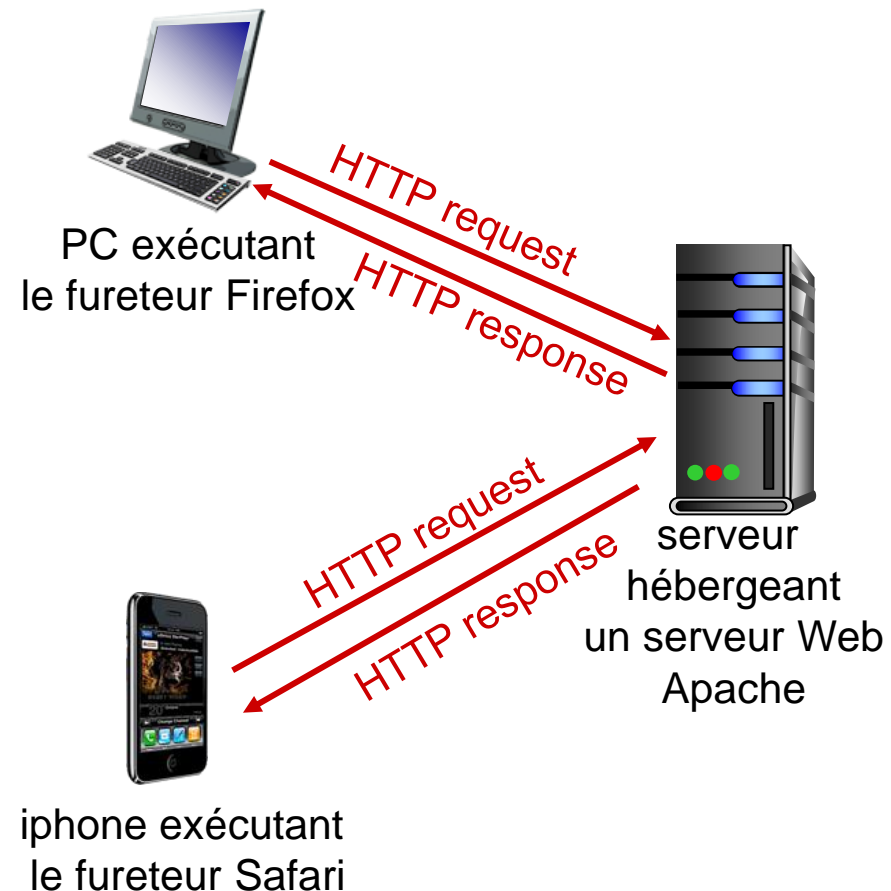 HTTP request
HTTP response
PC exécutant
le fureteur Firefox
HTTP request
HTTP response
serveur
hébergeant
un serveur Web
Apache
iphone exécutant
le fureteur Safari